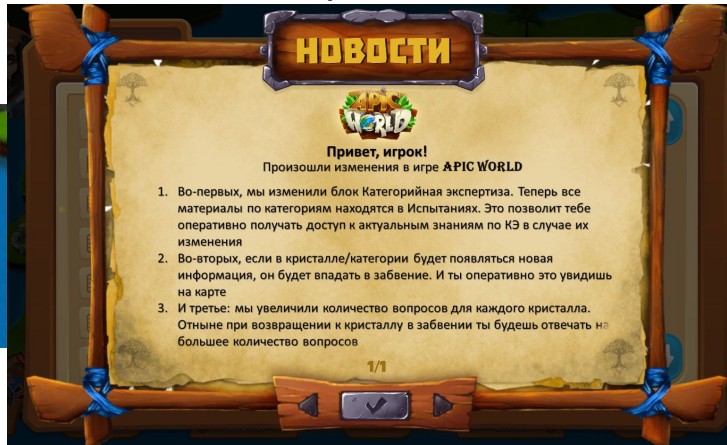 НОВОСТИ
APIC
WORLD
Привет, игрок!
Произошли изменения в игре APIC WORLD
1. Во-первых, мы изменили блок Категорийная экспертиза. Теперь все
материалы по категориям находятся в Испытаниях. Это позволит тебе
оперативно получать доступ к актуальным знаниям по КЭ в случае их
изменения
2. Во-вторых, если в кристалле/категории будет появляться новая
информация, он будет впадать в забвение. И ты оперативно это увидишь
на карте
3. И третье: мы увеличили количество вопросов для каждого кристалла.
Отныне при возвращении к кристаллу в забвении ты будешь отвечать на
большее количество вопросов
1/1